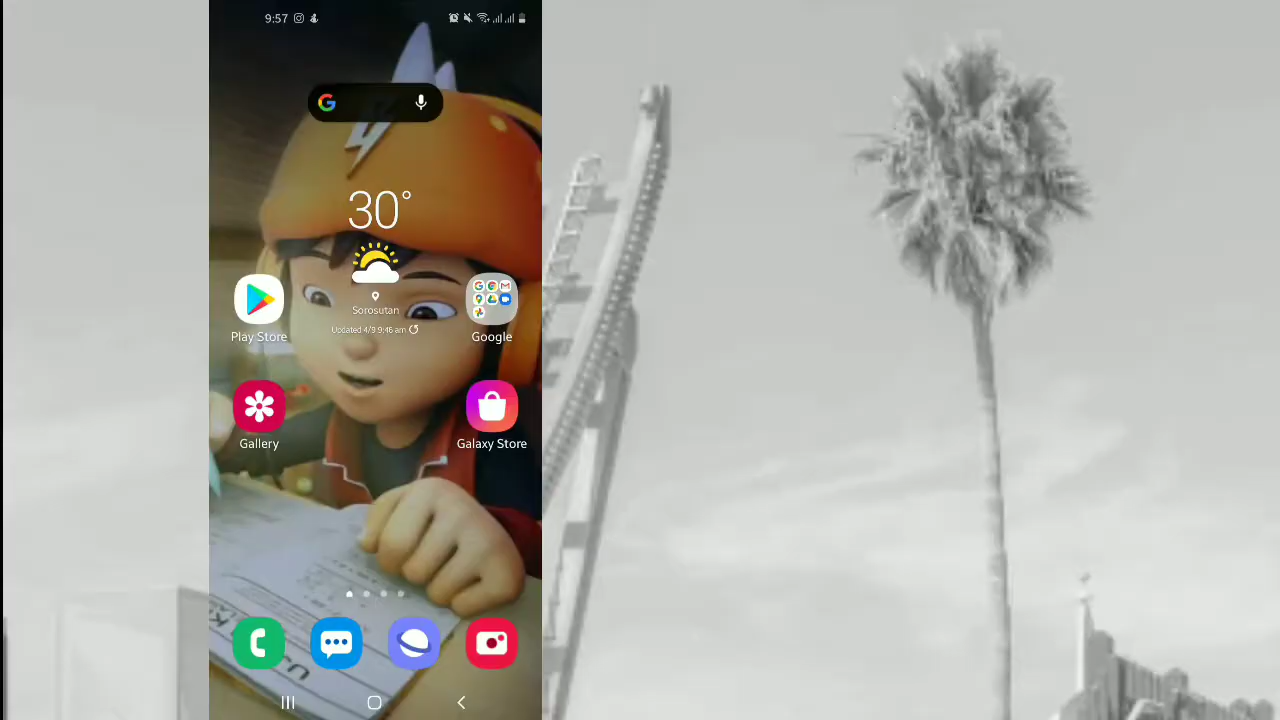 9:57
30°
Sorosutan
Updated 4/9 9:46 am
Play Store
Google
Gallery
Galaxy Store